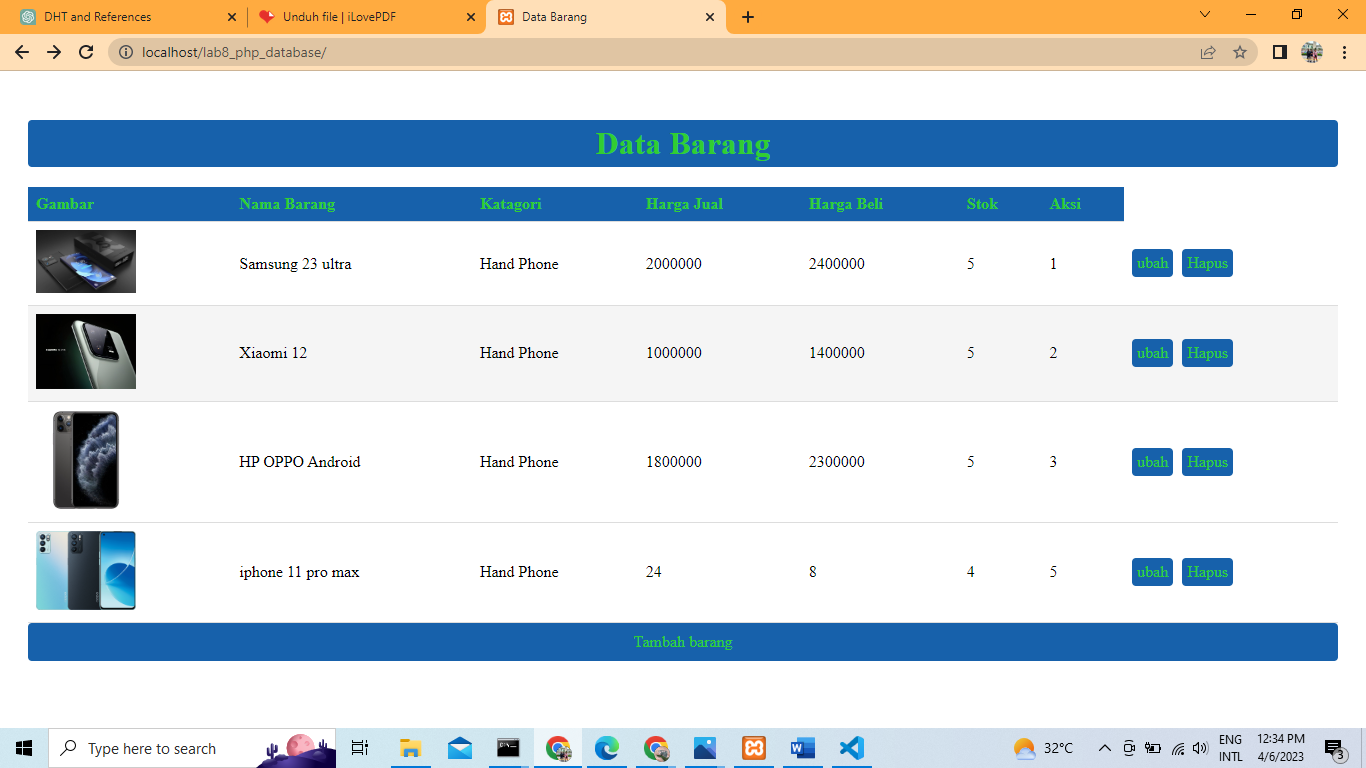 DHT and References
Unduh file | iLovePDF
Data Barang
localhost/lab8_php_database/
Data Barang
Gambar Nama Barang Katagori Harga Jual Harga Beli Stok Aksi
Samsung 23 ultra Hand Phone 2000000 2400000 5 1 ubah Hapus
Xiaomi 12 Hand Phone 1000000 1400000 5 2 ubah Hapus
HP OPPO Android Hand Phone 1800000 2300000 5 3 ubah Hapus
iphone 11 pro max Hand Phone 24 8 4 5 ubah Hapus
Tambah barang
Type here to search
32°C
ENG
INTL
12:34 PM
4/6/2023
3